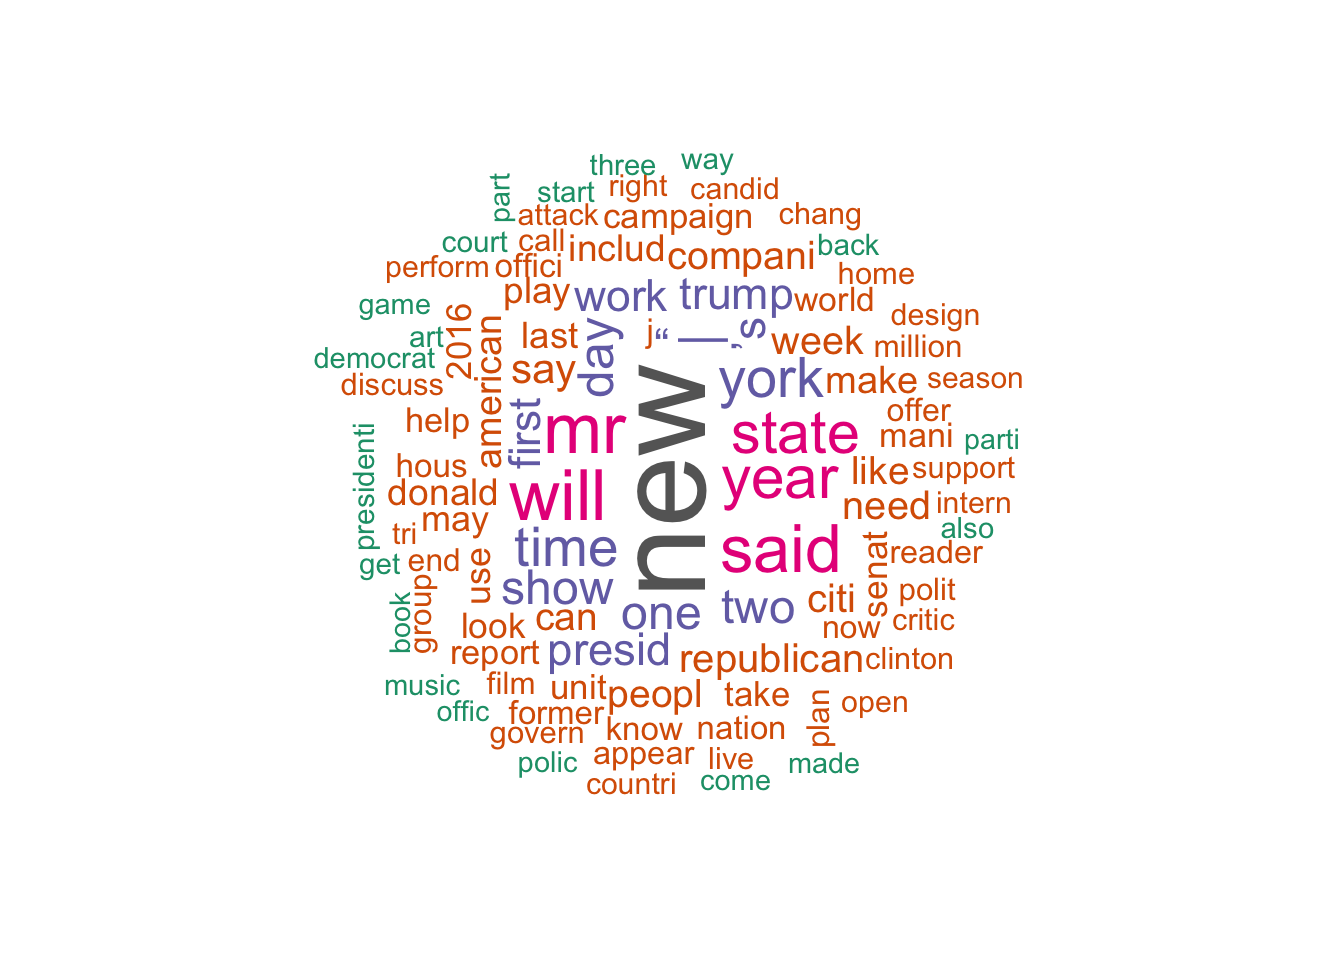 three way
part start right candid
attack campaign chang
court call includ compani back
perform offici home
game play work trump world design
art 2016 american last day j “ — ’s week million
democrat discuss say york make season
help first mr new state offer mani parti
presidenti hous donald will year like support
tri may need intern also
get end use time said senat reader
book group show one two citi polit
look can now critic
report presid republican clinton
music film unit peopl take plan open
offic former know nation
govern appear live made
polic countri come